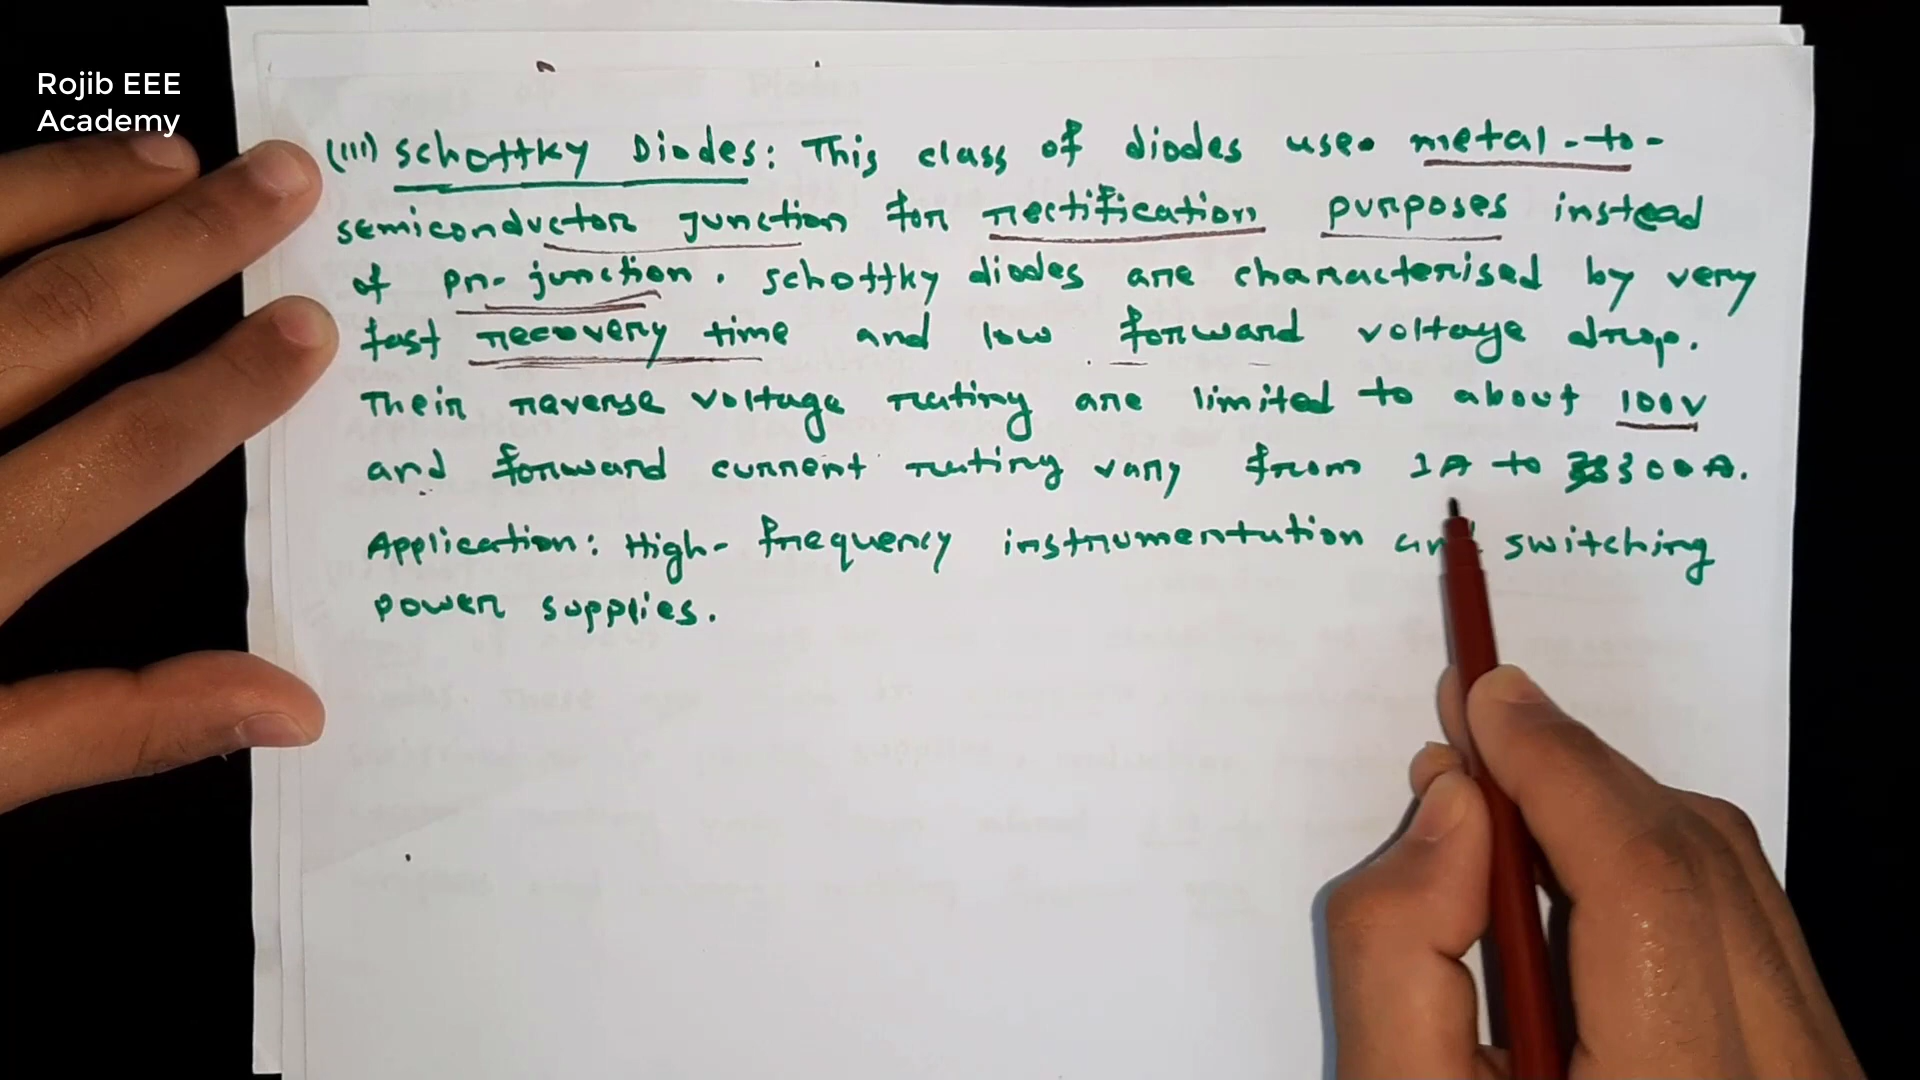 Rojib EEE
Academy
(III) Schottky Diodes: This class of diodes use metal-to-
semiconductor junction for rectification purposes instead
of pn-junction. Schottky diodes are characterised by very
fast recovery time and low forward voltage drop.
Their raverse voltage rating are limited to about 100V
and forward current rating vary from 1A to 300A.
Application: High-frequency instrumentution and switching
power supplies.